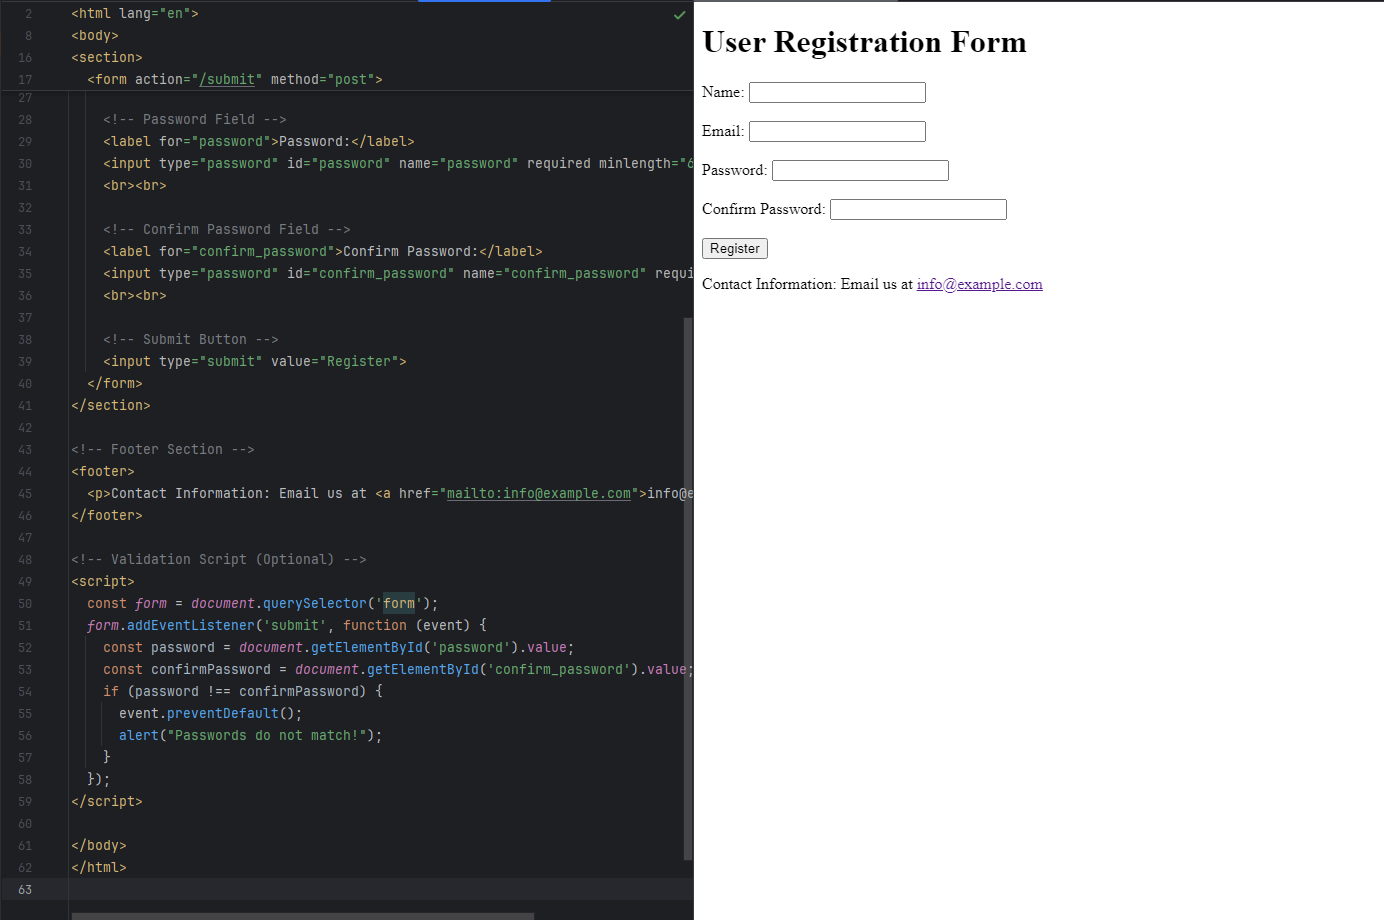 2 <html lang="en">
8 <body>
16 <section>
17 <form action="/submit" method="post">
27
28 <!-- Password Field -->
29 <label for="password">Password:</label>
30 <input type="password" id="password" name="password" required minlength="6
31 <br><br>
32
33 <!-- Confirm Password Field -->
34 <label for="confirm_password">Confirm Password:</label>
35 <input type="password" id="confirm_password" name="confirm_password" requi
36 <br><br>
37
38 <!-- Submit Button -->
39 <input type="submit" value="Register">
40 </form>
41 </section>
42
43 <!-- Footer Section -->
44 <footer>
45 <p>Contact Information: Email us at <a href="mailto:info@example.com">info@e
46 </footer>
47
48 <!-- Validation Script (Optional) -->
49 <script>
50 const form = document.querySelector('form');
51 form.addEventListener('submit', function (event) {
52 const password = document.getElementById('password').value;
53 const confirmPassword = document.getElementById('confirm_password').value;
54 if (password !== confirmPassword) {
55 event.preventDefault();
56 alert("Passwords do not match!");
57 }
58 });
59 </script>
60
61 </body>
62 </html>
63
User Registration Form
Name:
Email:
Password:
Confirm Password:
Register
Contact Information: Email us at info@example.com